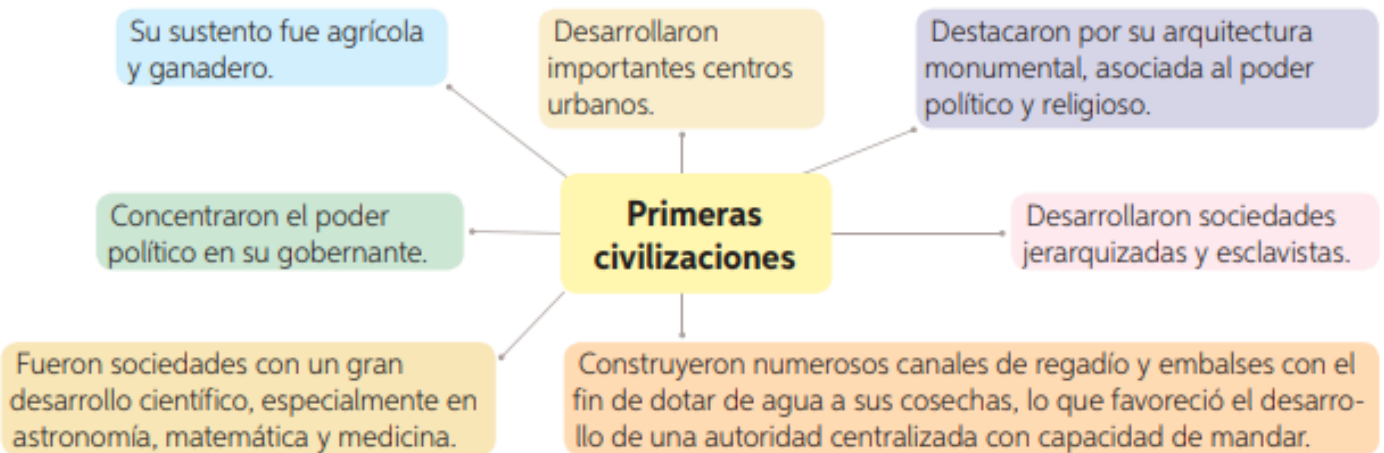 Su sustento fue agrícola
y ganadero.
Desarrollaron
importantes centros
urbanos.
Destacaron por su arquitectura
monumental, asociada al poder
político y religioso.
Concentraron el poder
político en su gobernante.
Primeras
civilizaciones
Desarrollaron sociedades
jerarquizadas y esclavistas.
Fueron sociedades con un gran
desarrollo científico, especialmente en
astronomía, matemática y medicina.
Construyeron numerosos canales de regadío y embalses con el
fin de dotar de agua a sus cosechas, lo que favoreció el desarro-
llo de una autoridad centralizada con capacidad de mandar.